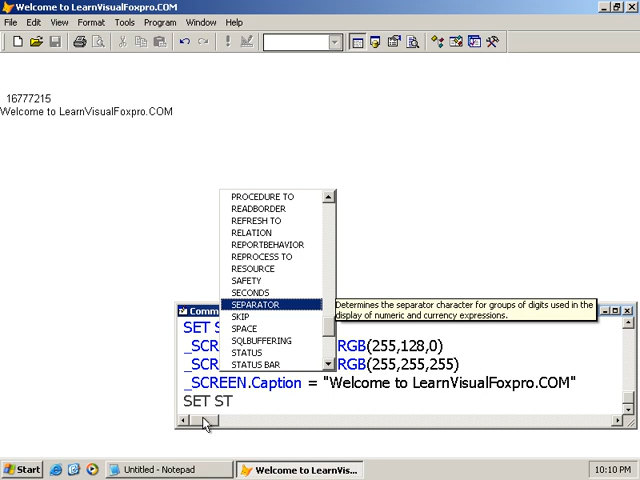 Welcome to LearnVisualFoxpro.COM
File Edit View Format Tools Program Window Help
16777215
Welcome to LearnVisualFoxpro.COM
PROCEDURE TO
READBORDER
REFRESH TO
RELATION
REPORTBEHAVIOR
REPROCESS TO
RESOURCE
SAFETY
SECONDS
SEPARATOR
SKIP
SPACE
SQLBUFFERING
STATUS
STATUS BAR
Determines the separator character for groups of digits used in the
display of numeric and currency expressions.
Comm
SET S
_SCRE RGB(255,128,0)
_SCRE RGB(255,255,255)
_SCREEN.Caption = "Welcome to LearnVisualFoxpro.COM"
SET ST
Start Untitled - Notepad Welcome to LearnVis... 10:10 PM